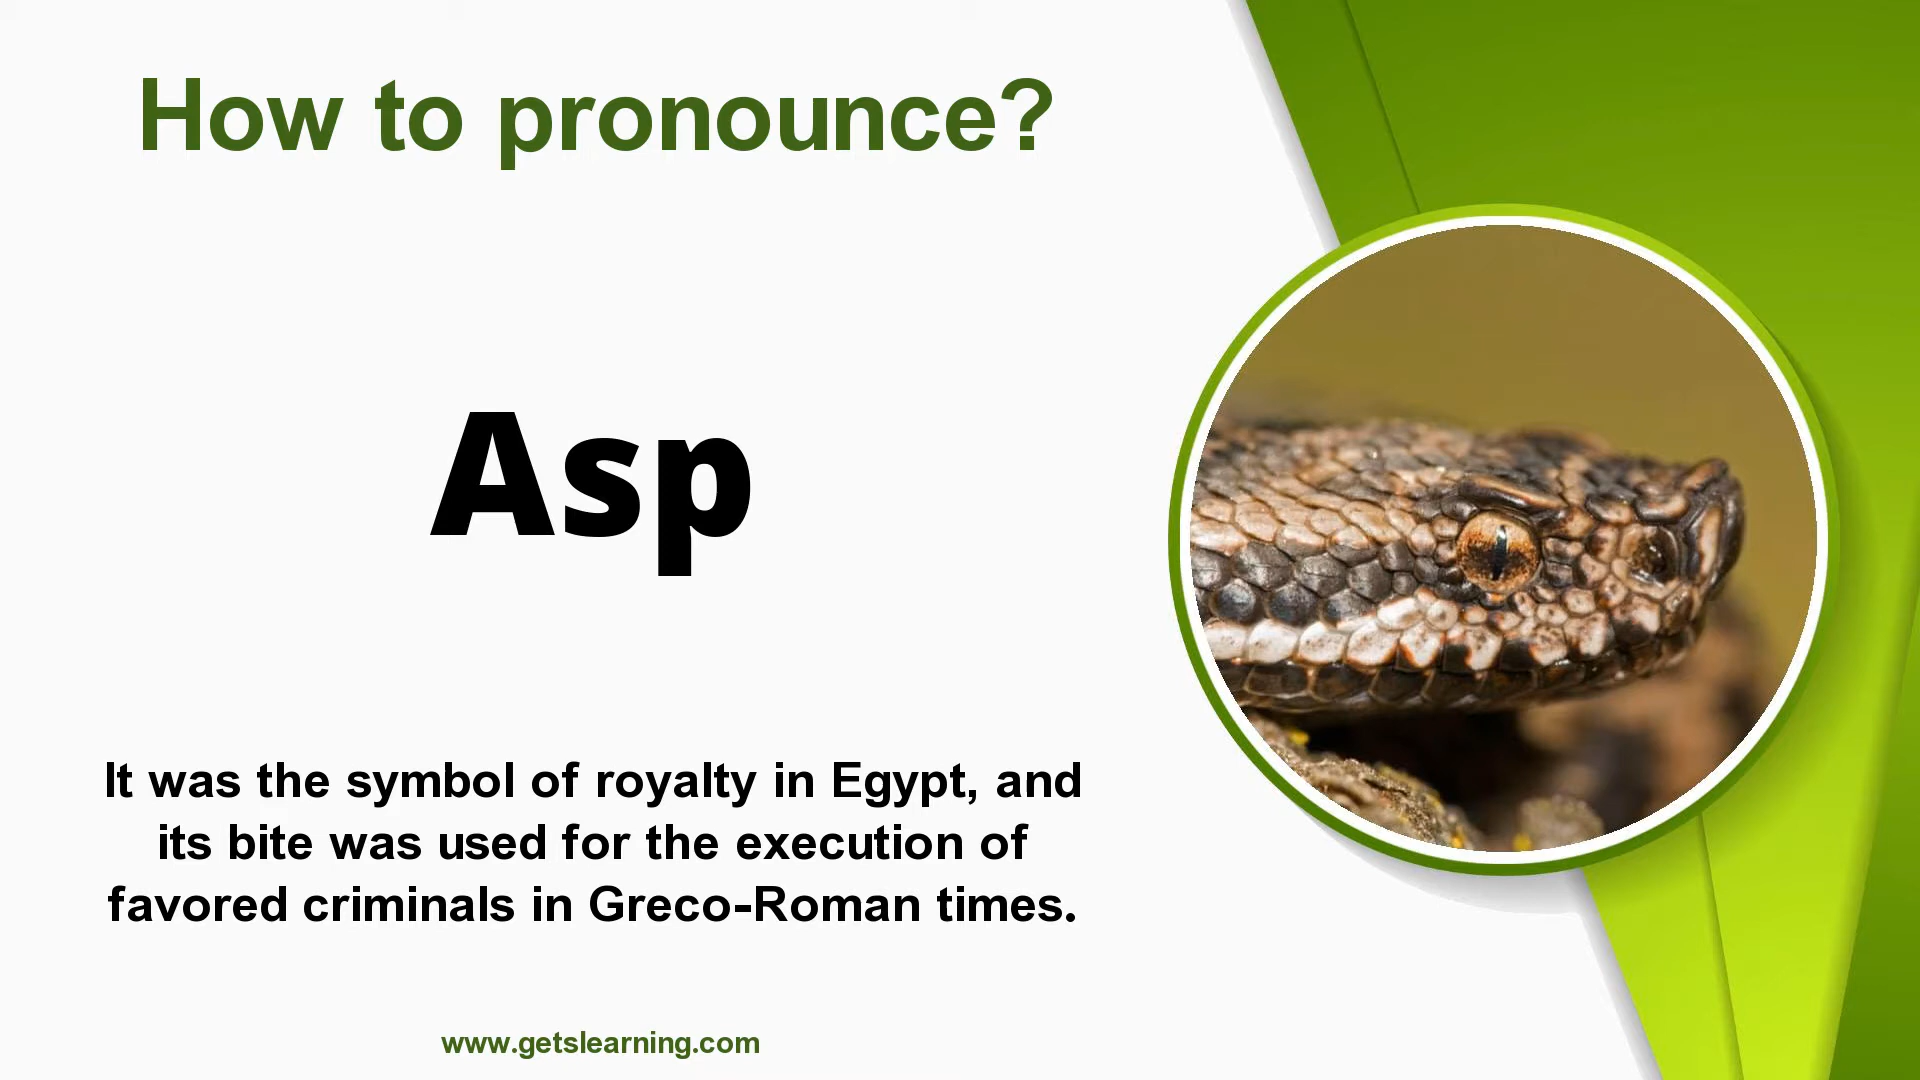 How to pronounce?
Asp
It was the symbol of royalty in Egypt, and
its bite was used for the execution of
favored criminals in Greco-Roman times.
www.getslearning.com